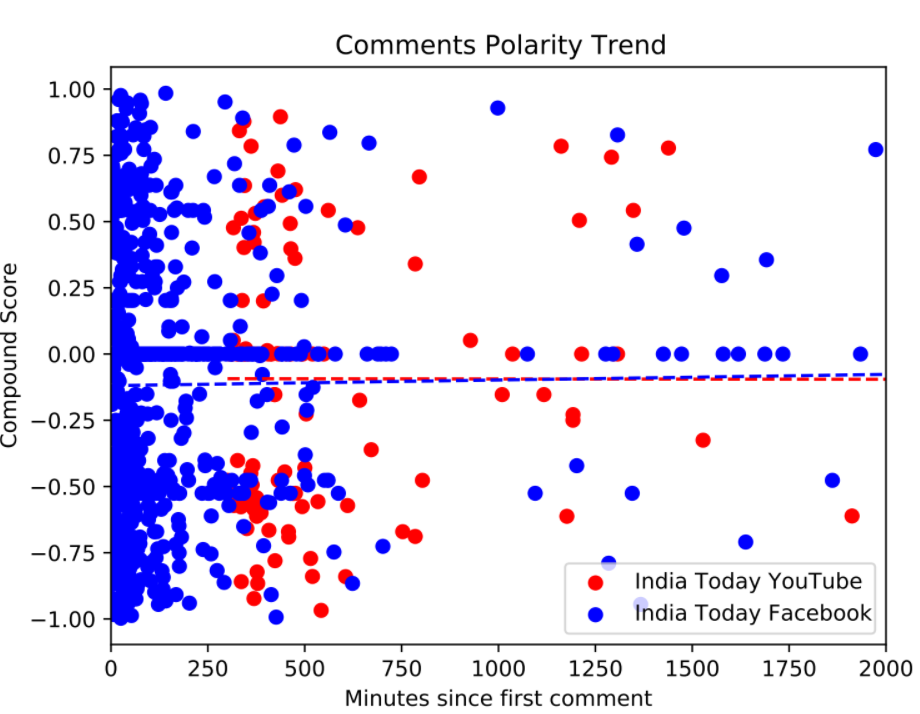 Comments Polarity Trend
1.00
0.75
0.50
0.25
0.00
−0.25
−0.50
−0.75
−1.00
Compound Score
India Today YouTube
India Today Facebook
0 250 500 750 1000 1250 1500 1750 2000
Minutes since first comment